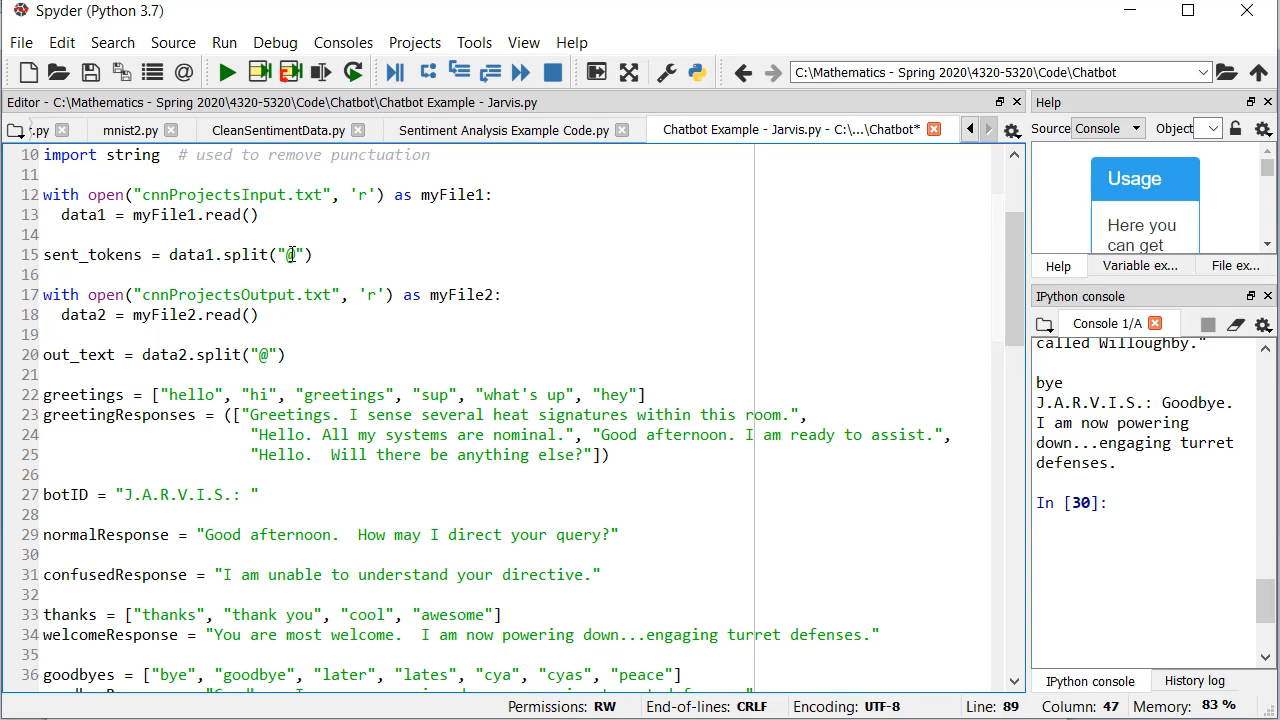 Spyder (Python 3.7)
File Edit Search Source Run Debug Consoles Projects Tools View Help
C:\Mathematics - Spring 2020\4320-5320\Code\Chatbot
Editor - C:\Mathematics - Spring 2020\4320-5320\Code\Chatbot\Chatbot Example - Jarvis.py
r.py mnist2.py CleanSentimentData.py Sentiment Analysis Example Code.py Chatbot Example - Jarvis.py - C:\...\Chatbot*
10 import string  # used to remove punctuation
11
12 with open("cnnProjectsInput.txt", 'r') as myFile1:
13   data1 = myFile1.read()
14
15 sent_tokens = data1.split("@")
16
17 with open("cnnProjectsOutput.txt", 'r') as myFile2:
18   data2 = myFile2.read()
19
20 out_text = data2.split("@")
21
22 greetings = ["hello", "hi", "greetings", "sup", "what's up", "hey"]
23 greetingResponses = (["Greetings. I sense several heat signatures within this room.",
24                        "Hello. All my systems are nominal.", "Good afternoon. I am ready to assist.",
25                        "Hello.  Will there be anything else?"])
26
27 botID = "J.A.R.V.I.S.: "
28
29 normalResponse = "Good afternoon.  How may I direct your query?"
30
31 confusedResponse = "I am unable to understand your directive."
32
33 thanks = ["thanks", "thank you", "cool", "awesome"]
34 welcomeResponse = "You are most welcome.  I am now powering down...engaging turret defenses."
35
36 goodbyes = ["bye", "goodbye", "later", "lates", "cya", "cyas", "peace"]
Help
Source Console Object
Usage
Here you
can get
Help Variable ex... File ex...
IPython console
Console 1/A
called Willoughby."
bye
J.A.R.V.I.S.: Goodbye.
I am now powering
down...engaging turret
defenses.
In [30]:
IPython console History log
Permissions: RW End-of-lines: CRLF Encoding: UTF-8 Line: 89 Column: 47 Memory: 83 %